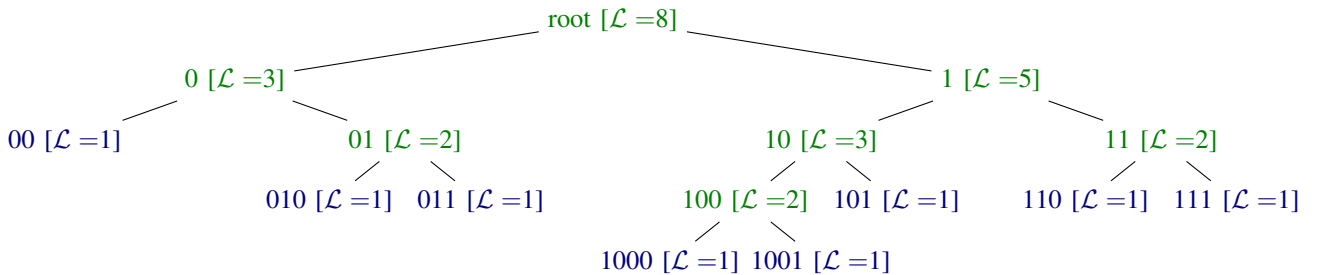 root [ℒ =8]
0 [ℒ =3] 1 [ℒ =5]
00 [ℒ =1] 01 [ℒ =2] 10 [ℒ =3] 11 [ℒ =2]
010 [ℒ =1] 011 [ℒ =1] 100 [ℒ =2] 101 [ℒ =1] 110 [ℒ =1] 111 [ℒ =1]
1000 [ℒ =1] 1001 [ℒ =1]